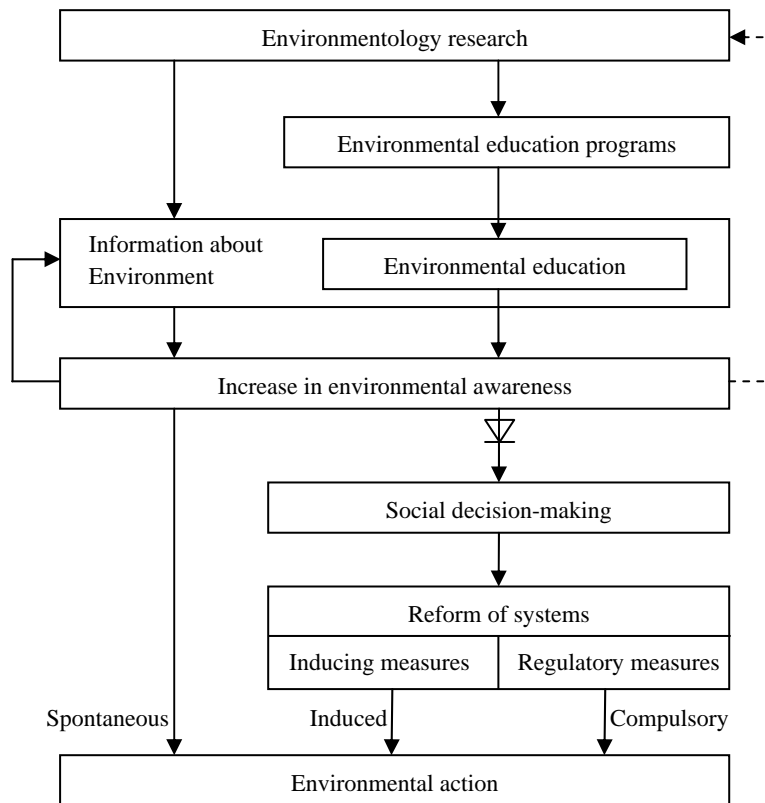 Environmentology research
Environmental education programs
Information about
Environment
Environmental education
Increase in environmental awareness
Social decision-making
Reform of systems
Inducing measures
Regulatory measures
Spontaneous
Induced
Compulsory
Environmental action